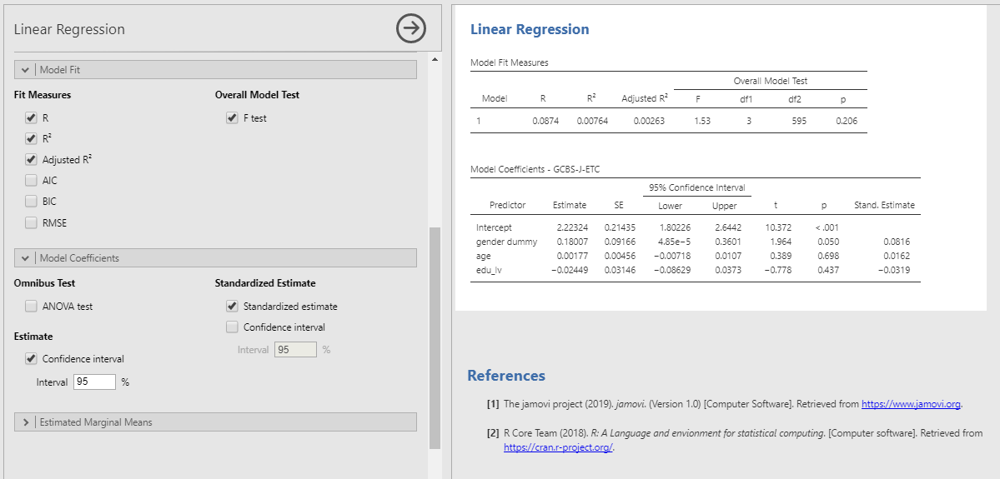 Linear Regression
Model Fit
Fit Measures Overall Model Test
R F test
R²
Adjusted R²
AIC
BIC
RMSE
Model Coefficients
Omnibus Test Standardized Estimate
ANOVA test Standardized estimate
Confidence interval
Estimate Interval 95 %
Confidence interval
Interval 95 %
Estimated Marginal Means
Linear Regression
Model Fit Measures
Overall Model Test
Model R R² Adjusted R² F df1 df2 p
1 0.0874 0.00764 0.00263 1.53 3 595 0.206
Model Coefficients - GCBS-J-ETC
95% Confidence Interval
Predictor Estimate SE Lower Upper t p Stand. Estimate
Intercept 2.22324 0.21435 1.80226 2.6442 10.372 < .001
gender dummy 0.18007 0.09166 4.85e−5 0.3601 1.964 0.050 0.0816
age 0.00177 0.00456 −0.00718 0.0107 0.389 0.698 0.0162
edu_lv −0.02449 0.03146 −0.08629 0.0373 −0.778 0.437 −0.0319
References
[1] The jamovi project (2019). jamovi. (Version 1.0) [Computer Software]. Retrieved from https://www.jamovi.org.
[2] R Core Team (2018). R: A Language and envionment for statistical computing. [Computer software]. Retrieved from
https://cran.r-project.org/.